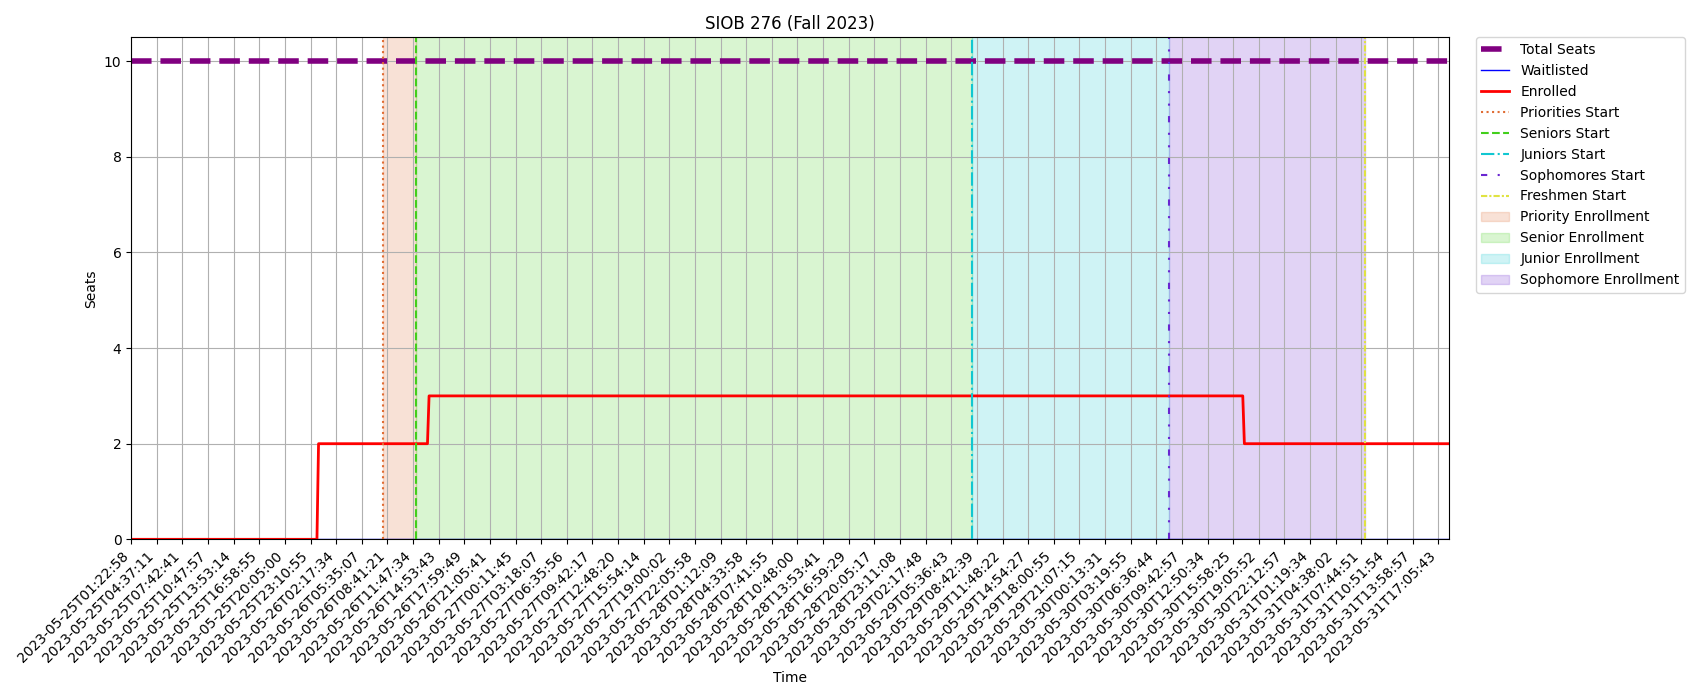 SIOB 276 (Fall 2023)
10
8
6
4
2
0
Seats
2023-05-25T01:22:58
2023-05-25T04:37:11
2023-05-25T07:42:41
2023-05-25T10:47:57
2023-05-25T13:53:14
2023-05-25T16:58:55
2023-05-25T20:05:00
2023-05-25T23:10:55
2023-05-26T02:17:34
2023-05-26T05:35:07
2023-05-26T08:41:21
2023-05-26T11:47:34
2023-05-26T14:53:43
2023-05-26T17:59:49
2023-05-26T21:05:41
2023-05-27T00:11:45
2023-05-27T03:18:07
2023-05-27T06:35:56
2023-05-27T09:42:17
2023-05-27T12:48:20
2023-05-27T15:54:14
2023-05-27T19:00:02
2023-05-27T22:05:58
2023-05-28T01:12:09
2023-05-28T04:33:58
2023-05-28T07:41:55
2023-05-28T10:48:00
2023-05-28T13:53:41
2023-05-28T16:59:29
2023-05-28T20:05:17
2023-05-28T23:11:08
2023-05-29T02:17:48
2023-05-29T05:36:43
2023-05-29T08:42:39
2023-05-29T11:48:22
2023-05-29T14:54:27
2023-05-29T18:00:55
2023-05-29T21:07:15
2023-05-30T00:13:31
2023-05-30T03:19:55
2023-05-30T06:36:44
2023-05-30T09:42:57
2023-05-30T12:50:34
2023-05-30T15:58:25
2023-05-30T19:05:52
2023-05-30T22:12:57
2023-05-31T01:19:34
2023-05-31T04:38:02
2023-05-31T07:44:51
2023-05-31T10:51:54
2023-05-31T13:58:57
2023-05-31T17:05:43
Time
Total Seats
Waitlisted
Enrolled
Priorities Start
Seniors Start
Juniors Start
Sophomores Start
Freshmen Start
Priority Enrollment
Senior Enrollment
Junior Enrollment
Sophomore Enrollment